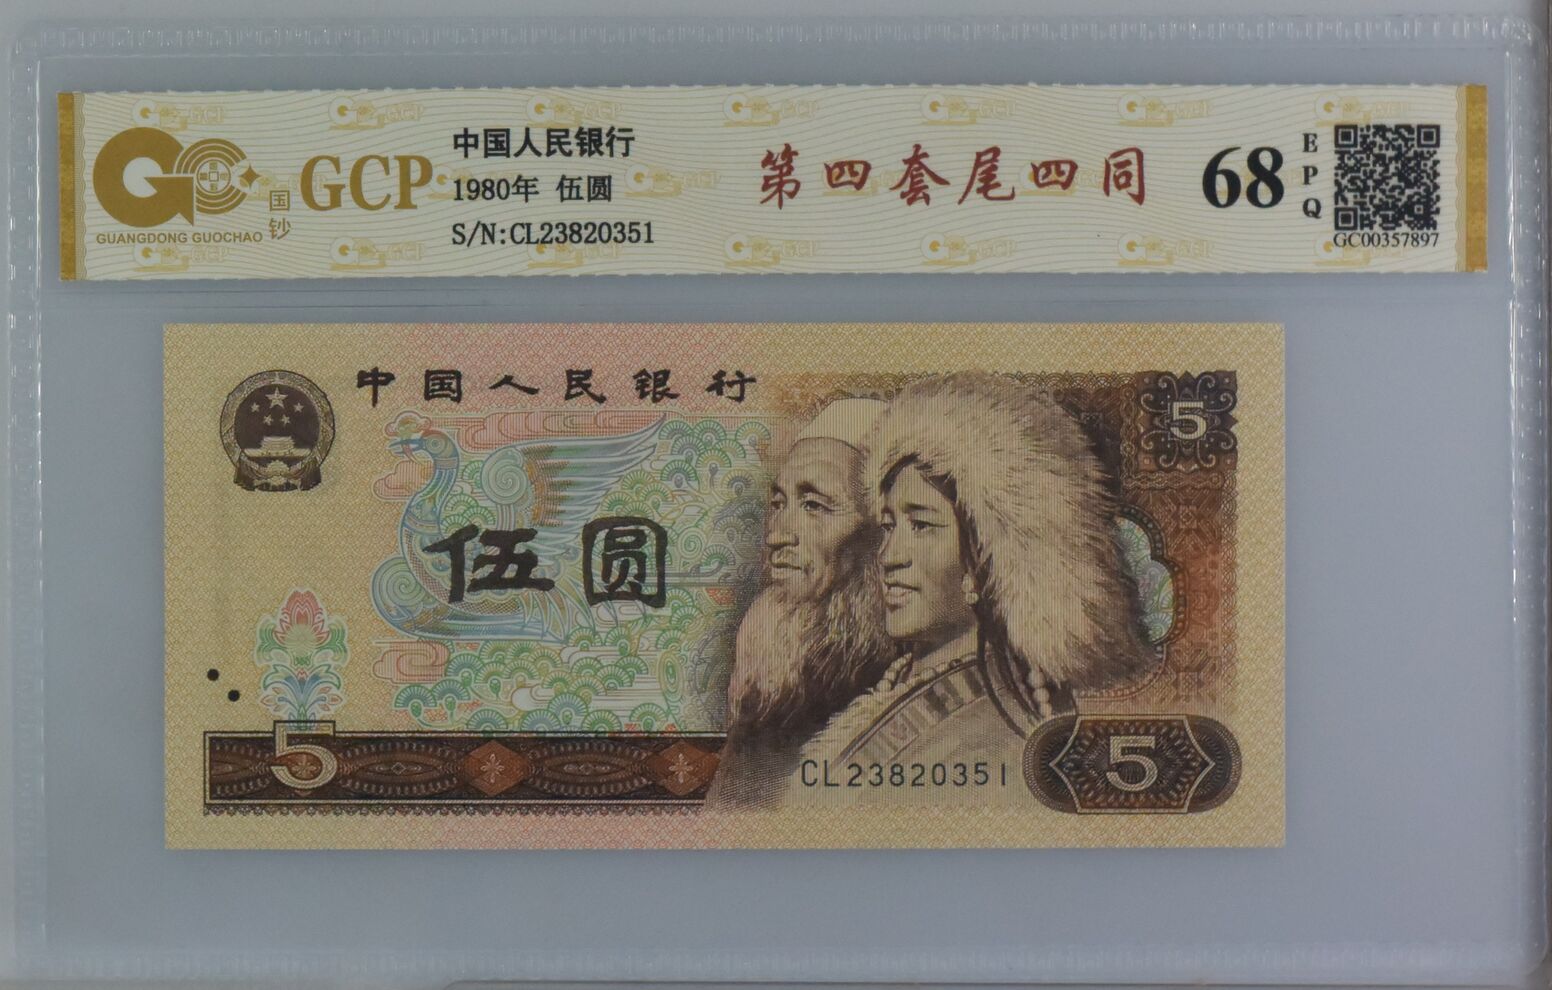 GCP
国钞
GUANGDONG GUOCHAO
中国人民银行
1980年 伍圆
S/N:CL23820351
第四套尾四同
68
EPQ
GC00357897
中国人民银行
5
伍圆
5
CL23820351
5